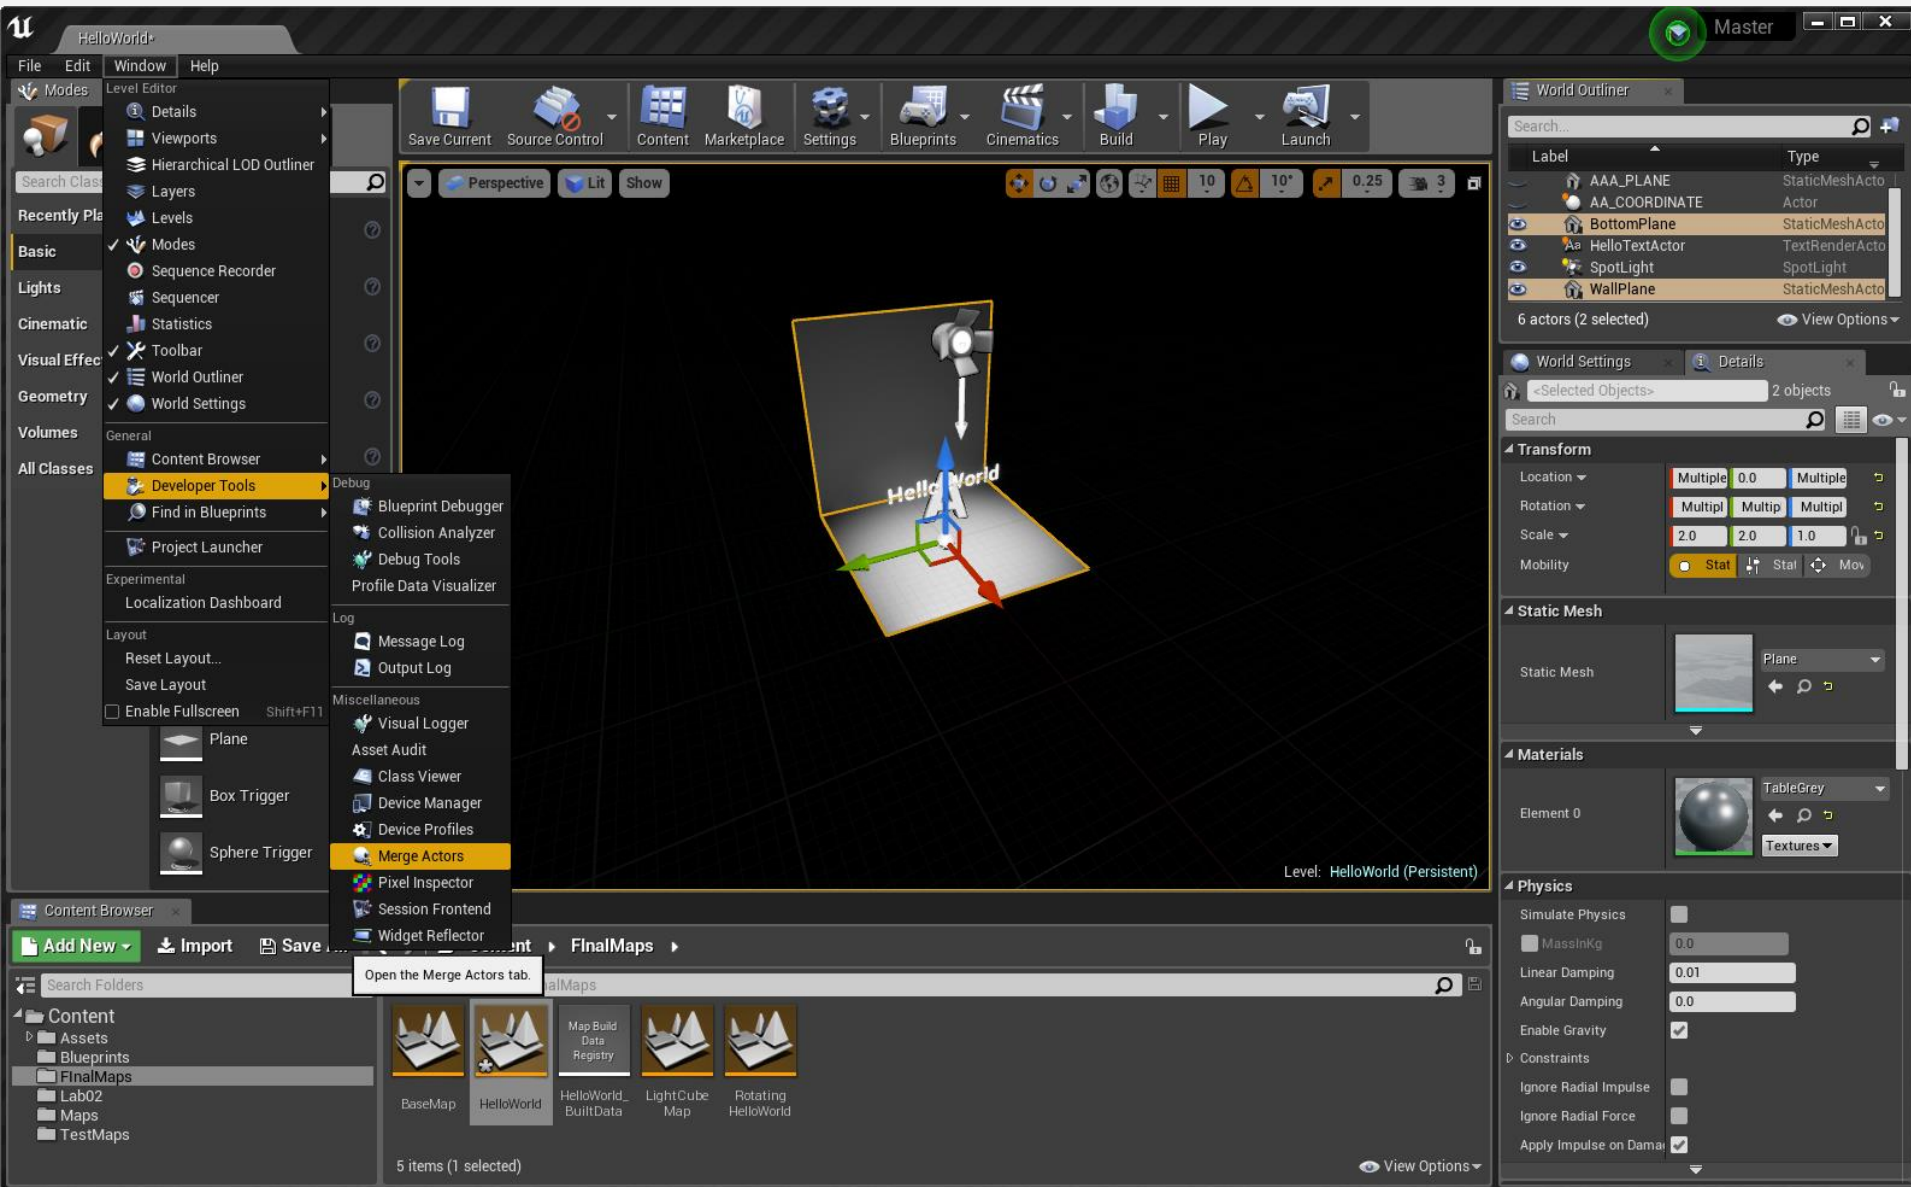 HelloWorld*
Master
File Edit Window Help
Modes
Search Clas
Recently Pla
Basic
Lights
Cinematic
Visual Effec
Geometry
Volumes
All Classes
Plane
Box Trigger
Sphere Trigger
Level Editor
Details
Viewports
Hierarchical LOD Outliner
Layers
Levels
Modes
Sequence Recorder
Sequencer
Statistics
Toolbar
World Outliner
World Settings
General
Content Browser
Developer Tools
Find in Blueprints
Project Launcher
Experimental
Localization Dashboard
Layout
Reset Layout...
Save Layout
Enable Fullscreen Shift+F11
Debug
Blueprint Debugger
Collision Analyzer
Debug Tools
Profile Data Visualizer
Log
Message Log
Output Log
Miscellaneous
Visual Logger
Asset Audit
Class Viewer
Device Manager
Device Profiles
Merge Actors
Pixel Inspector
Session Frontend
Widget Reflector
Open the Merge Actors tab.
Save Current Source Control Content Marketplace Settings Blueprints Cinematics Build Play Launch
Perspective Lit Show 10 10° 0.25 3
Hello World
Level: HelloWorld (Persistent)
World Outliner
Search...
Label Type
AAA_PLANE StaticMeshActo
AA_COORDINATE Actor
BottomPlane StaticMeshActo
HelloTextActor TextRenderActo
SpotLight SpotLight
WallPlane StaticMeshActo
6 actors (2 selected) View Options
World Settings Details
<Selected Objects> 2 objects
Search
Transform
Location Multiple 0.0 Multiple
Rotation Multipl Multip Multipl
Scale 2.0 2.0 1.0
Mobility Stat Stat Mov
Static Mesh
Static Mesh Plane
Materials
Element 0 TableGrey
Textures
Physics
Simulate Physics
MassInKg 0.0
Linear Damping 0.01
Angular Damping 0.0
Enable Gravity
Constraints
Ignore Radial Impulse
Ignore Radial Force
Apply Impulse on Dama
Content Browser
Add New Import Save FInalMaps
Search Folders
alMaps
Content
Assets
Blueprints
FInalMaps
Lab02
Maps
TestMaps
BaseMap
HelloWorld
Map Build
Data
Registry
HelloWorld_
BuiltData
LightCube
Map
Rotating
HelloWorld
5 items (1 selected) View Options